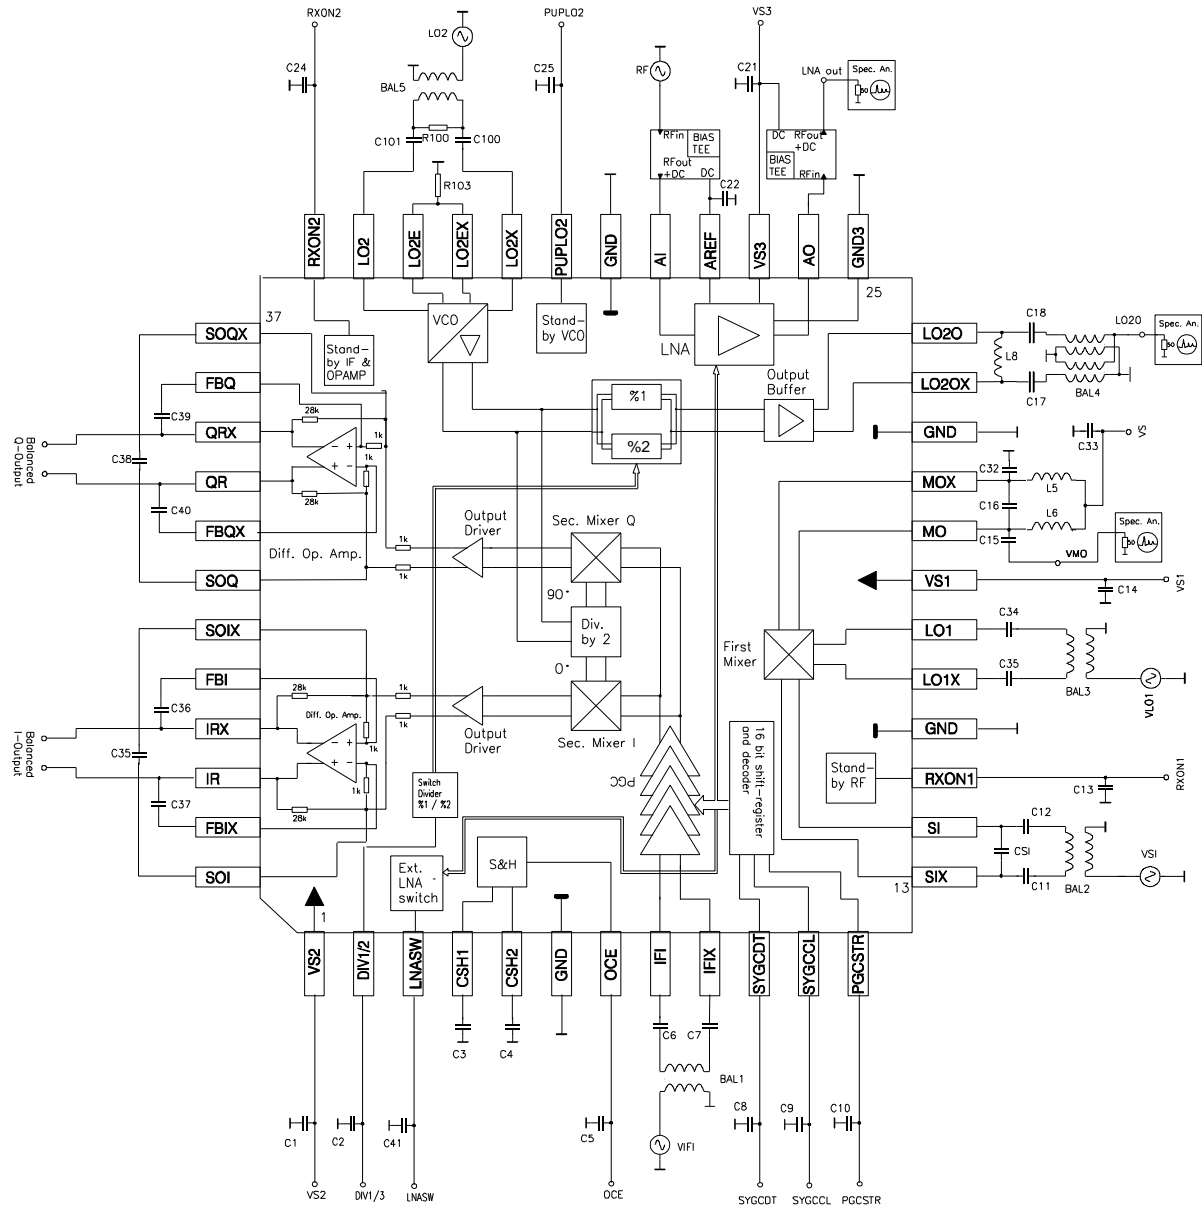 RXON2
LO2
PUPLO2
VS3
C24
BAL5
C25
RF
C21
LNA out
Spec. An.
50
C101
R100
C100
RFin
BIAS
TEE
RFout
+DC
DC
DC
RFout
+DC
BIAS
TEE
RFin
R103
C22
RXON2
LO2
LO2E
LO2EX
LO2X
PUPLO2
GND
AI
AREF
VS3
AO
GND3
37
25
SOQX
FBQ
QRX
QR
FBQX
SOQ
SOIX
FBI
IRX
IR
FBIX
SOI
Stand-
by IF &
OPAMP
VCO
Stand-
by VCO
LNA
Output
Buffer
%1
%2
LO2O
LO2OX
GND
MOX
MO
VS1
LO1
LO1X
GND
RXON1
SI
SIX
C18
L8
C17
BAL4
LO2O
Spec. An.
50
C33
VS
C32
L5
C16
L6
C15
VMO
Spec. An.
50
C14
VS1
C34
C35
BAL3
VLO1
C13
RXON1
C12
CSI
C11
BAL2
VSI
C39
C38
C40
Balanced
Q-Output
28k
1k
28k
Diff. Op. Amp.
1k
1k
Output
Driver
Sec. Mixer Q
90°
Div.
by 2
0°
Sec. Mixer I
Output
Driver
First
Mixer
C36
C35
C37
Balanced
I-Output
28k
Diff. Op. Amp.
1k
1k
28k
1k
1k
Switch
Divider
%1 / %2
PGC
16 bit shift-register
and decoder
Stand-
by RF
Ext.
LNA
switch
S&H
13
1
VS2
DIV1/2
LNASW
CSH1
CSH2
GND
OCE
IFI
IFIX
SYGCDT
SYGCCL
PGCSTR
C3
C4
C6
C7
BAL1
C1
C2
C41
C5
VIFI
C8
C9
C10
VS2
DIV1/3
LNASW
OCE
SYGCDT
SYGCCL
PGCSTR